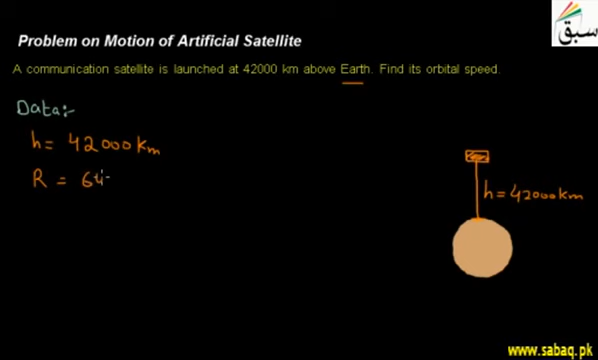 سبق
Problem on Motion of Artificial Satellite
A communication satellite is launched at 42000 km above Earth. Find its orbital speed.
Data:-
h = 42000 km
R = 64
h = 42000 km
www.sabaq.pk